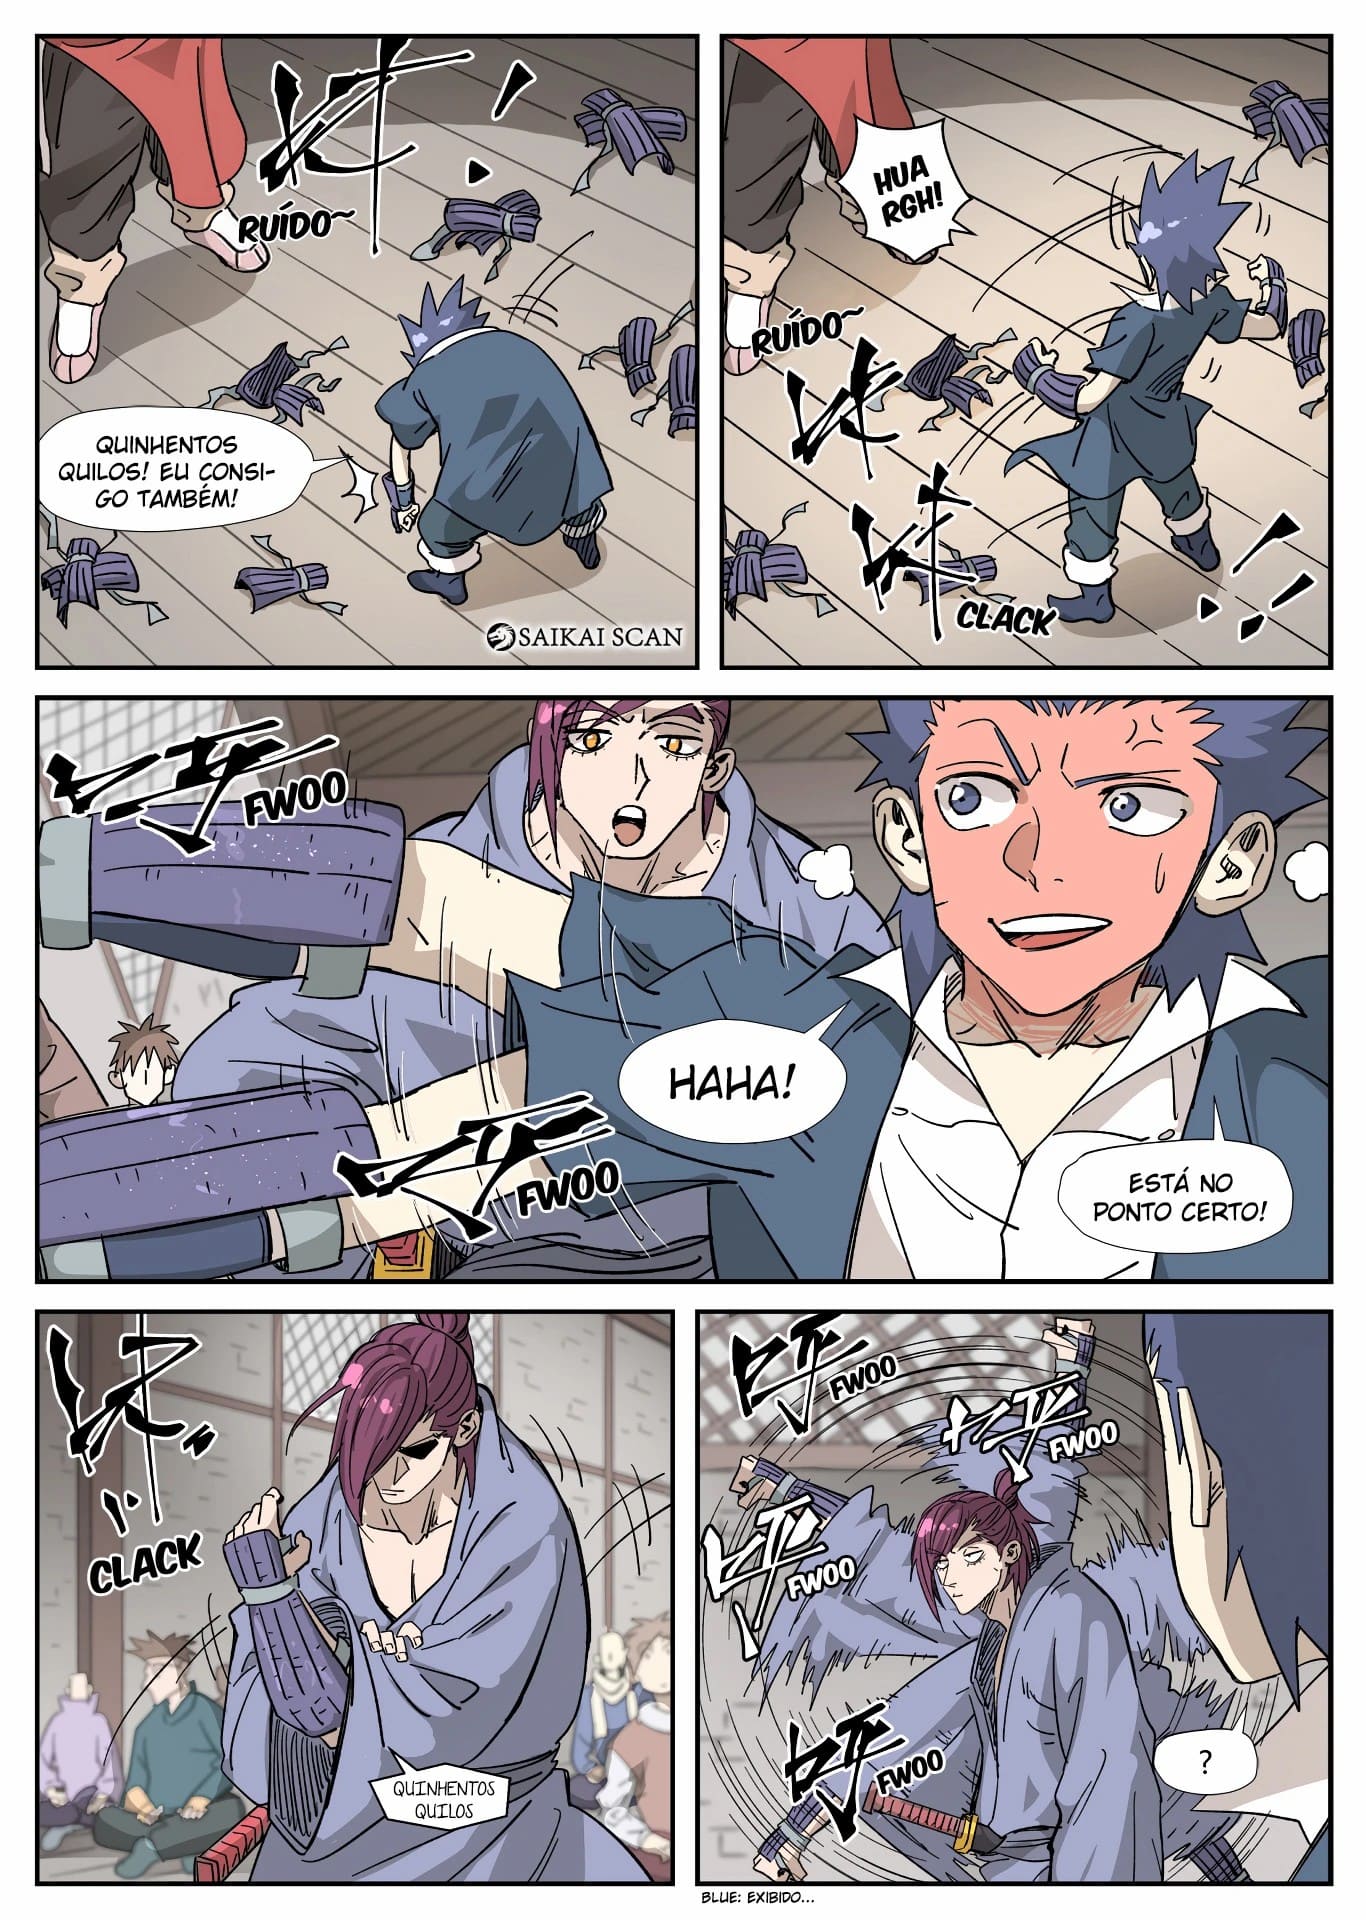 RUÍDO~
QUINHENTOS
QUILOS! EU CONSI-
GO TAMBÉM!
SAIKAI SCAN
HUA
RGH!
RUÍDO~
CLACK
FWOO
HAHA!
FWOO
ESTÁ NO
PONTO CERTO!
CLACK
QUINHENTOS
QUILOS
FWOO
FWOO
FWOO
FWOO
?
BLUE: EXIBIDO...